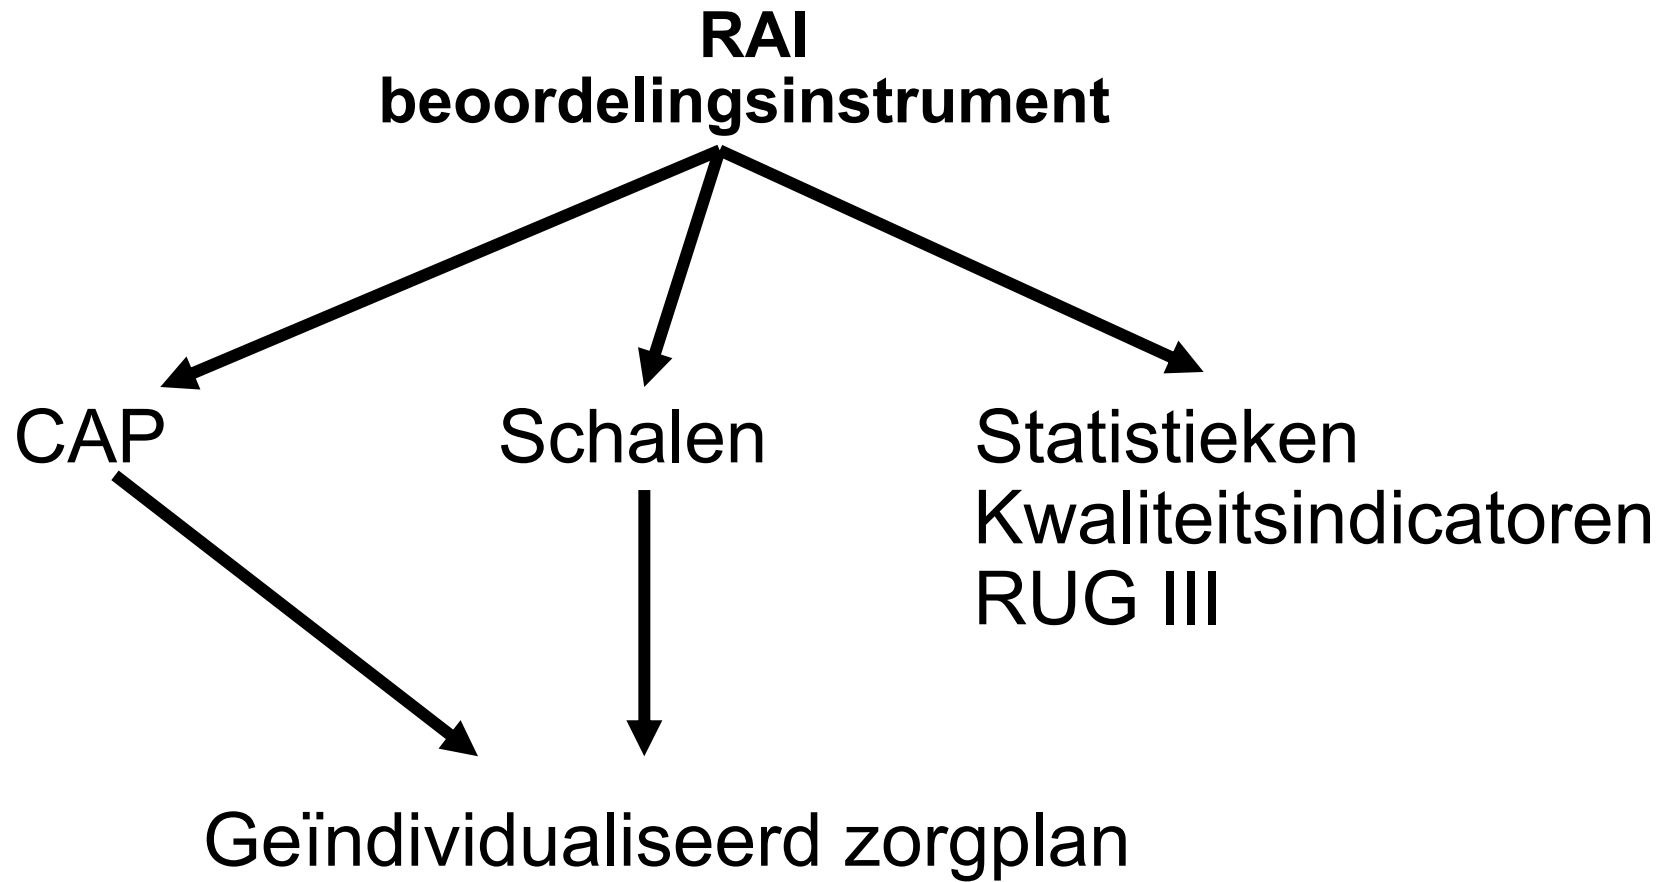 RAI
beoordelingsinstrument
CAP
Schalen
Statistieken
Kwaliteitsindicatoren
RUG III
Geïndividualiseerd zorgplan